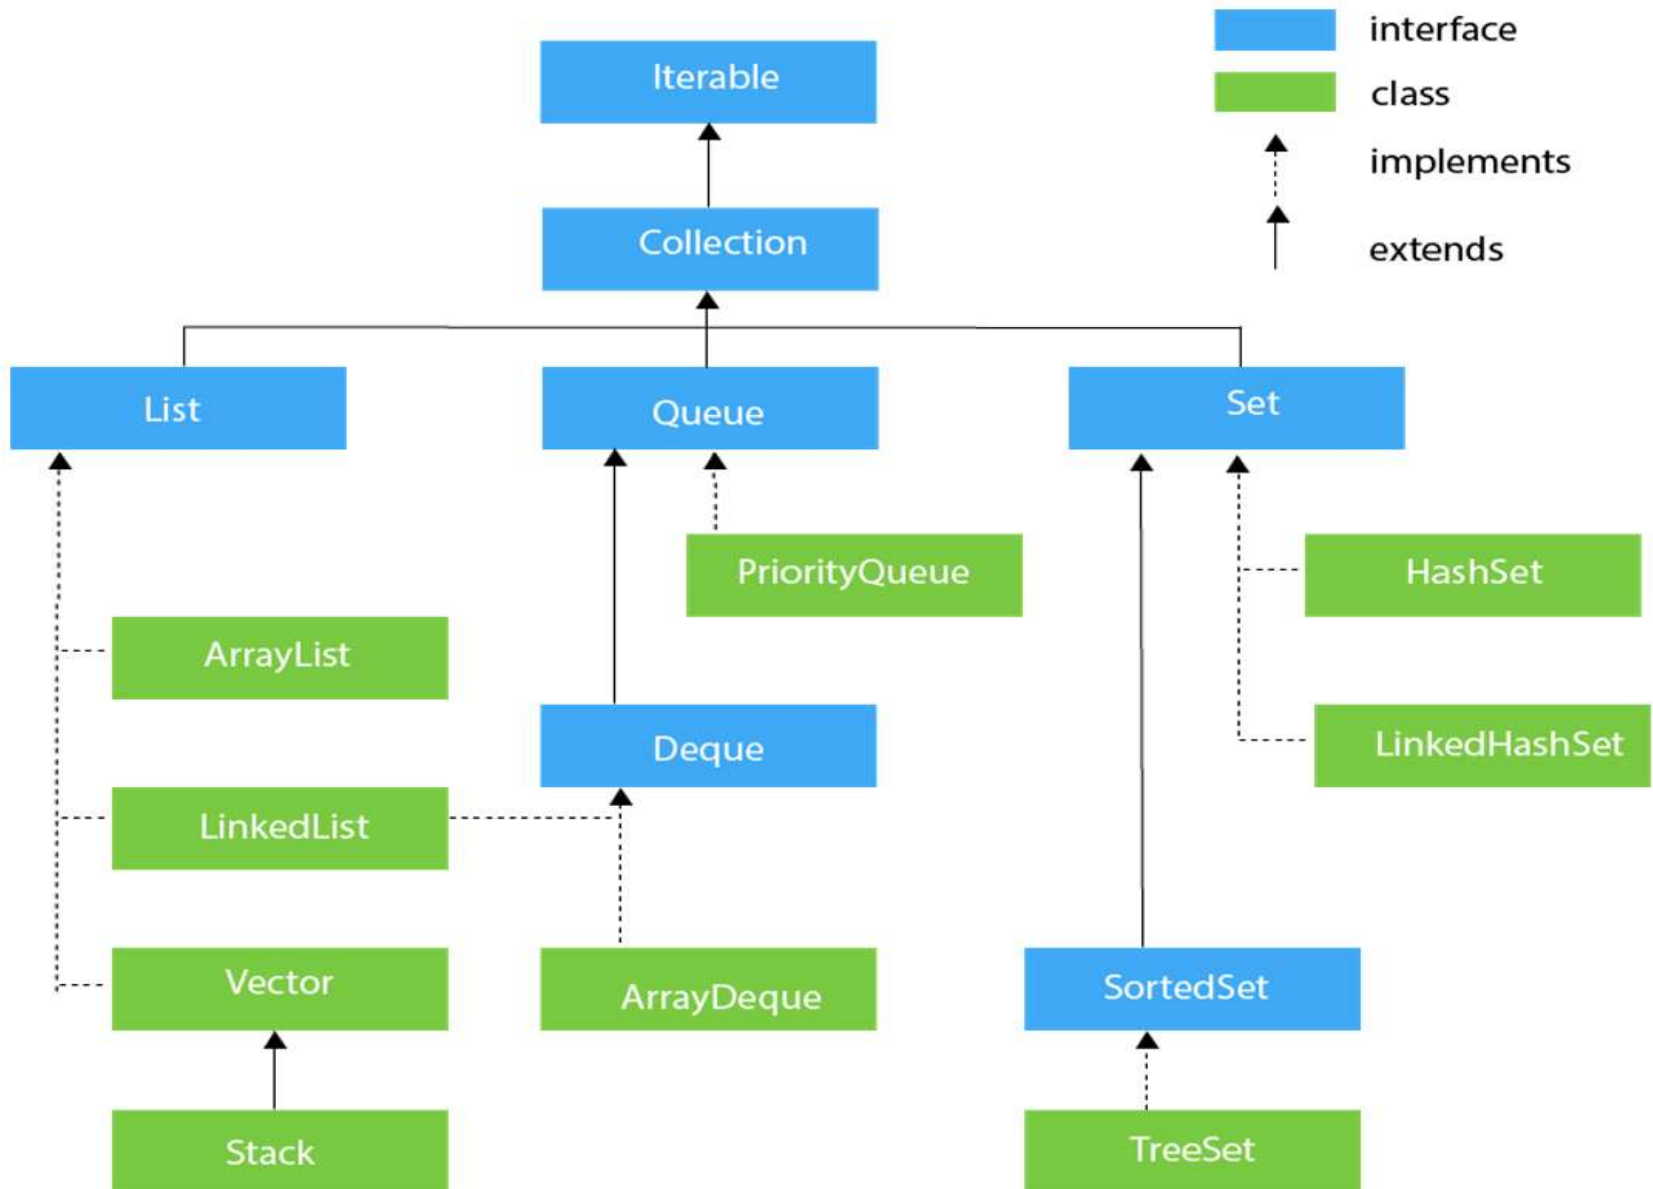 interface
Iterable
class
implements
Collection
extends
List
Queue
Set
PriorityQueue
HashSet
ArrayList
Deque
LinkedHashSet
LinkedList
Vector
ArrayDeque
SortedSet
Stack
TreeSet